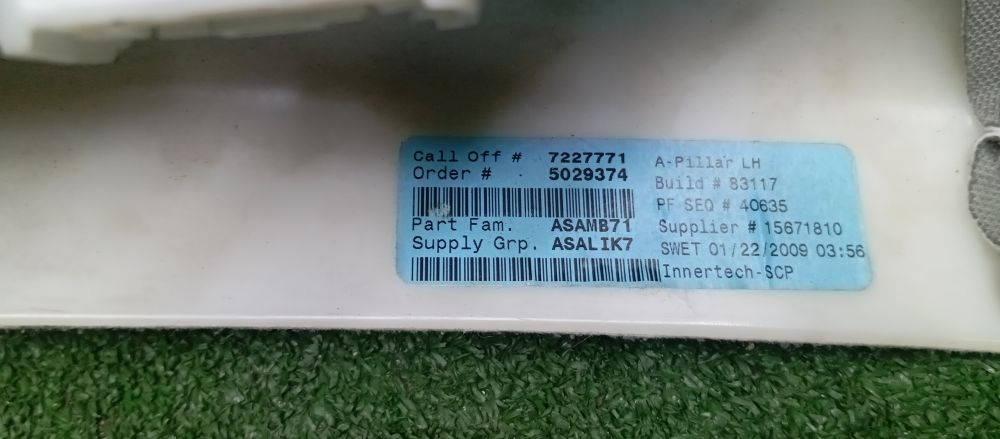 Call Off # 7227771
Order # 5029374
Part Fam. ASAMB71
Supply Grp. ASALIK7
A-Pillar LH
Build # 83117
PF SEQ # 40635
Supplier # 15671810
SWET 01/22/2009 03:56
Innertech-SCP